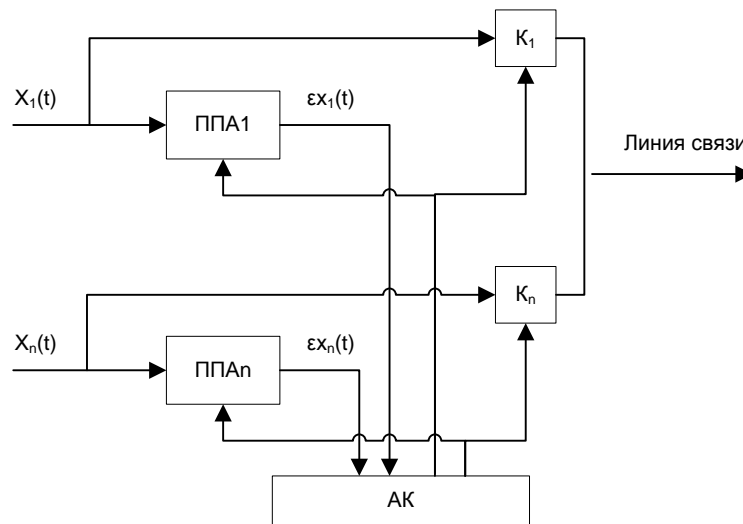 K₁
X₁(t)
ППА1
εx₁(t)
Линия связи
Kₙ
Xₙ(t)
ППАn
εxₙ(t)
АК